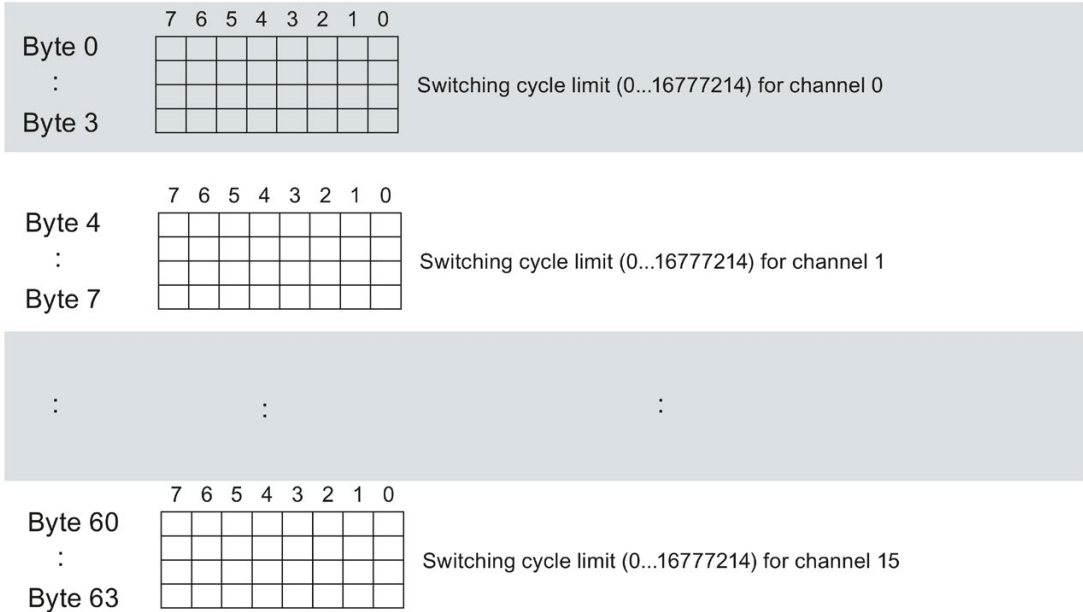 7 6 5 4 3 2 1 0
Byte 0
:
Switching cycle limit (0...16777214) for channel 0
Byte 3
7 6 5 4 3 2 1 0
Byte 4
:
Switching cycle limit (0...16777214) for channel 1
Byte 7
: : :
7 6 5 4 3 2 1 0
Byte 60
:
Switching cycle limit (0...16777214) for channel 15
Byte 63